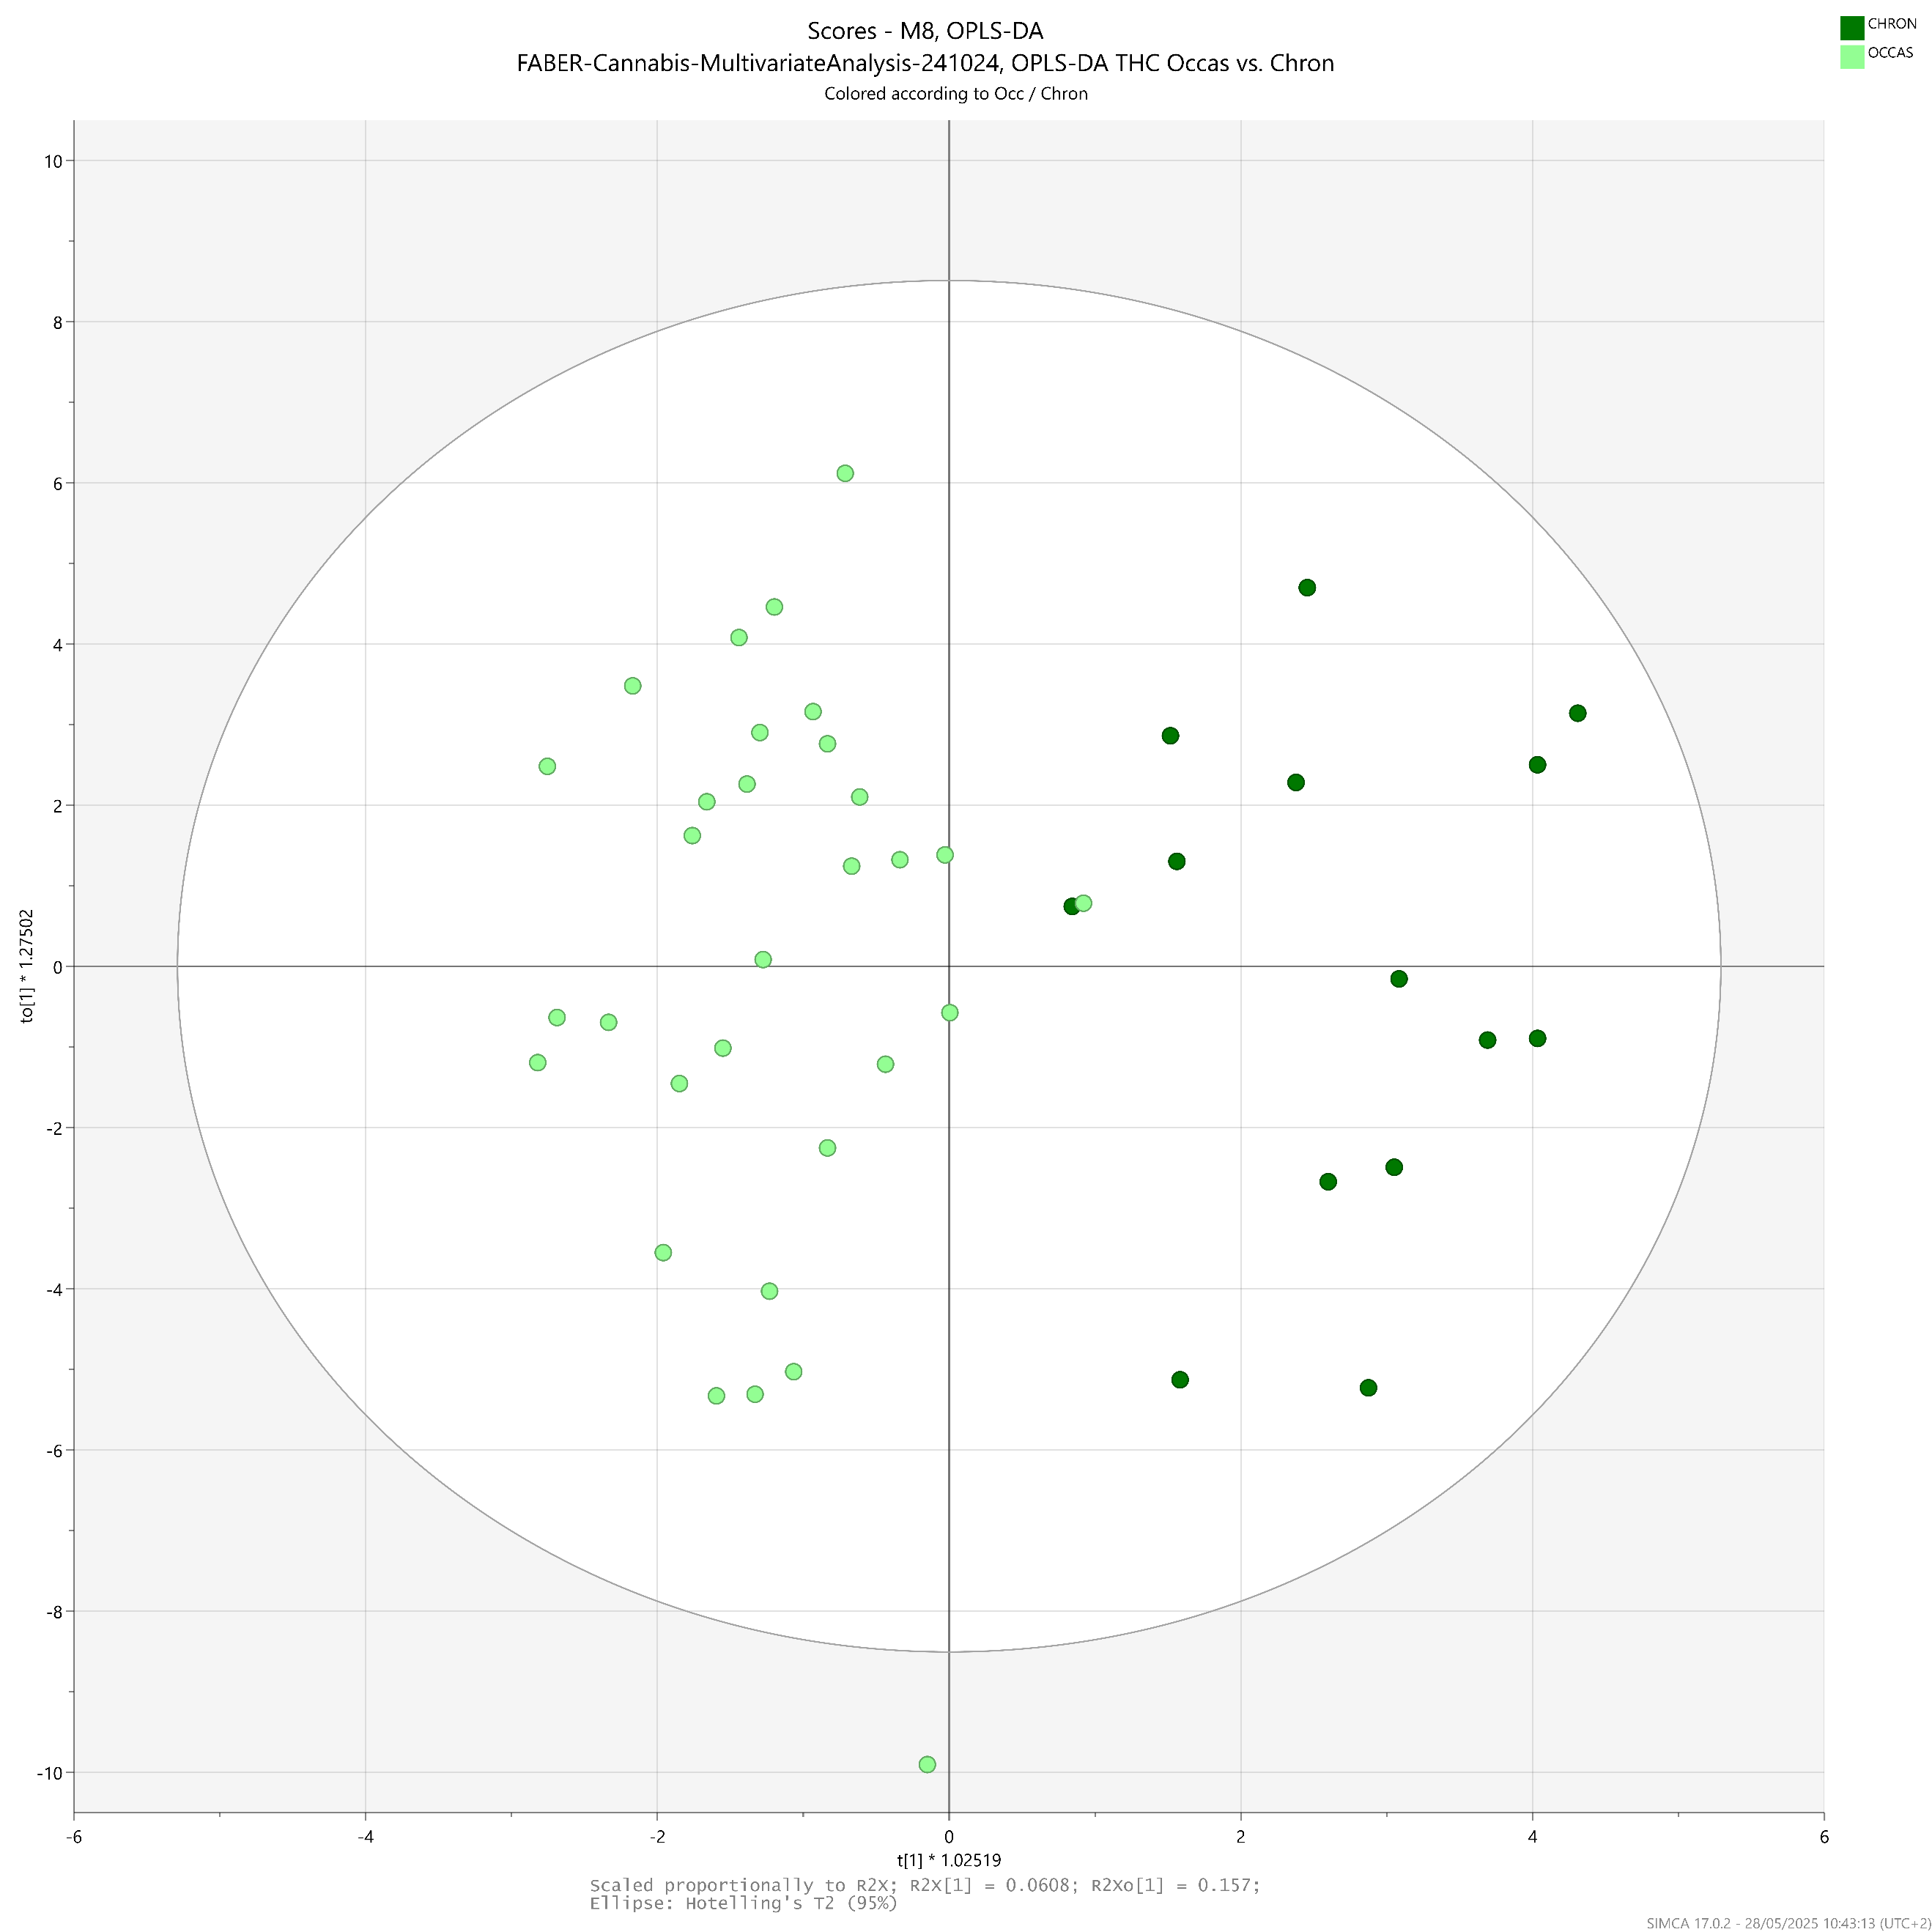 Scores - M8, OPLS-DA
FABER-Cannabis-MultivariateAnalysis-241024, OPLS-DA THC Occas vs. Chron
Colored according to Occ / Chron
CHRON
OCCAS
10
8
6
4
2
0
-2
-4
-6
-8
-10
to[1] * 1.27502
-6 -4 -2 0 2 4 6
t[1] * 1.02519
Scaled proportionally to R2X; R2X[1] = 0.0608; R2Xo[1] = 0.157;
Ellipse: Hotelling's T2 (95%)
SIMCA 17.0.2 - 28/05/2025 10:43:13 (UTC+2)